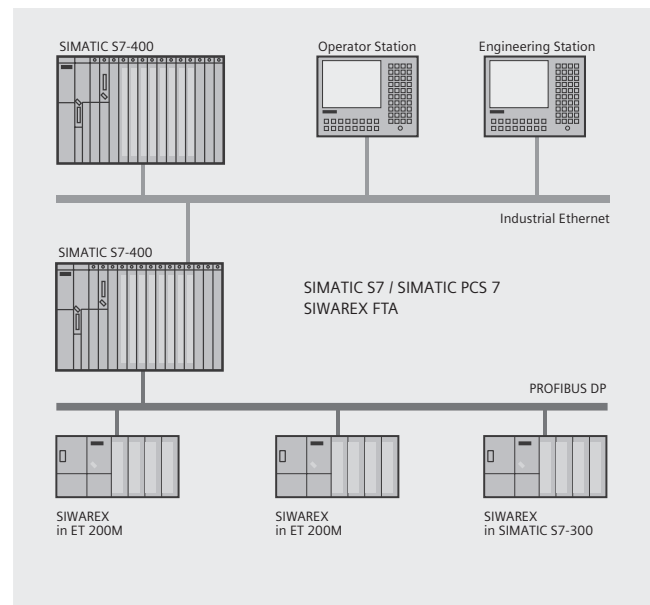 SIMATIC S7-400
Operator Station
Engineering Station
Industrial Ethernet
SIMATIC S7-400
SIMATIC S7 / SIMATIC PCS 7
SIWAREX FTA
PROFIBUS DP
SIWAREX
in ET 200M
SIWAREX
in ET 200M
SIWAREX
in SIMATIC S7-300